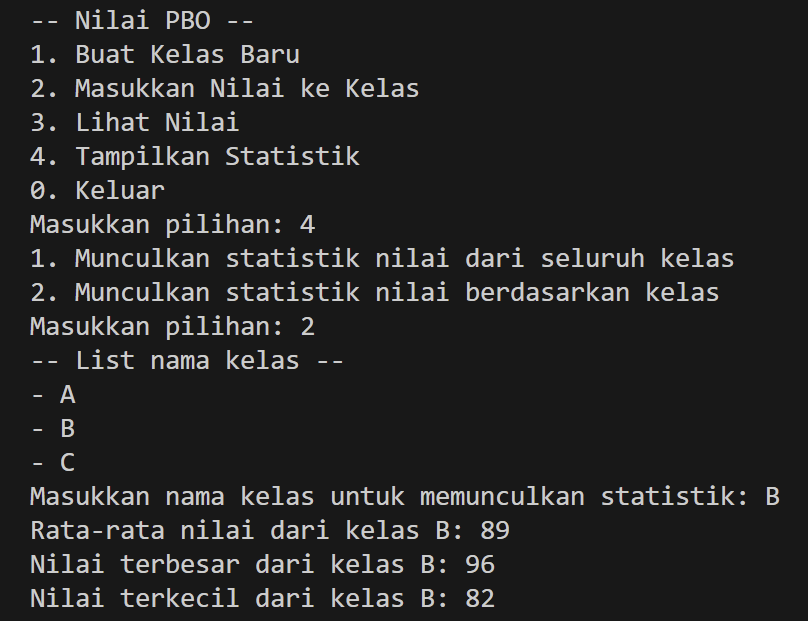 -- Nilai PBO --
1. Buat Kelas Baru
2. Masukkan Nilai ke Kelas
3. Lihat Nilai
4. Tampilkan Statistik
0. Keluar
Masukkan pilihan: 4
1. Munculkan statistik nilai dari seluruh kelas
2. Munculkan statistik nilai berdasarkan kelas
Masukkan pilihan: 2
-- List nama kelas --
- A
- B
- C
Masukkan nama kelas untuk memunculkan statistik: B
Rata-rata nilai dari kelas B: 89
Nilai terbesar dari kelas B: 96
Nilai terkecil dari kelas B: 82